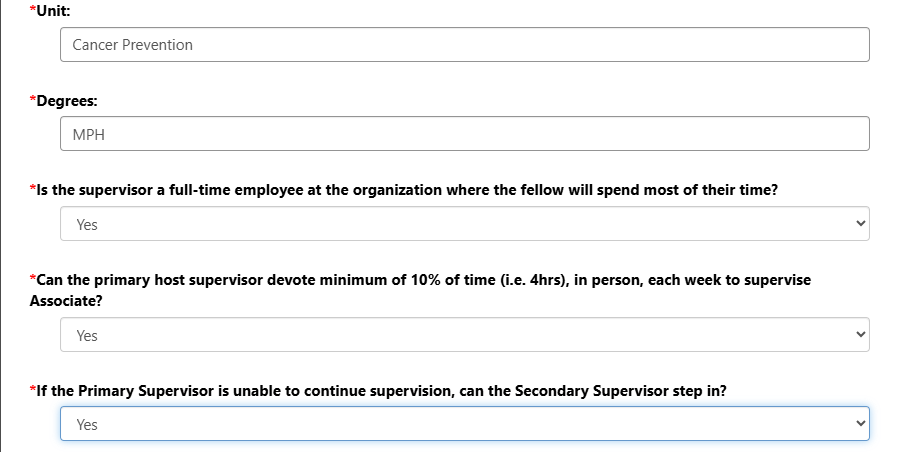 *Unit:
Cancer Prevention
*Degrees:
MPH
*Is the supervisor a full-time employee at the organization where the fellow will spend most of their time?
Yes
*Can the primary host supervisor devote minimum of 10% of time (i.e. 4hrs), in person, each week to supervise
Associate?
Yes
*If the Primary Supervisor is unable to continue supervision, can the Secondary Supervisor step in?
Yes